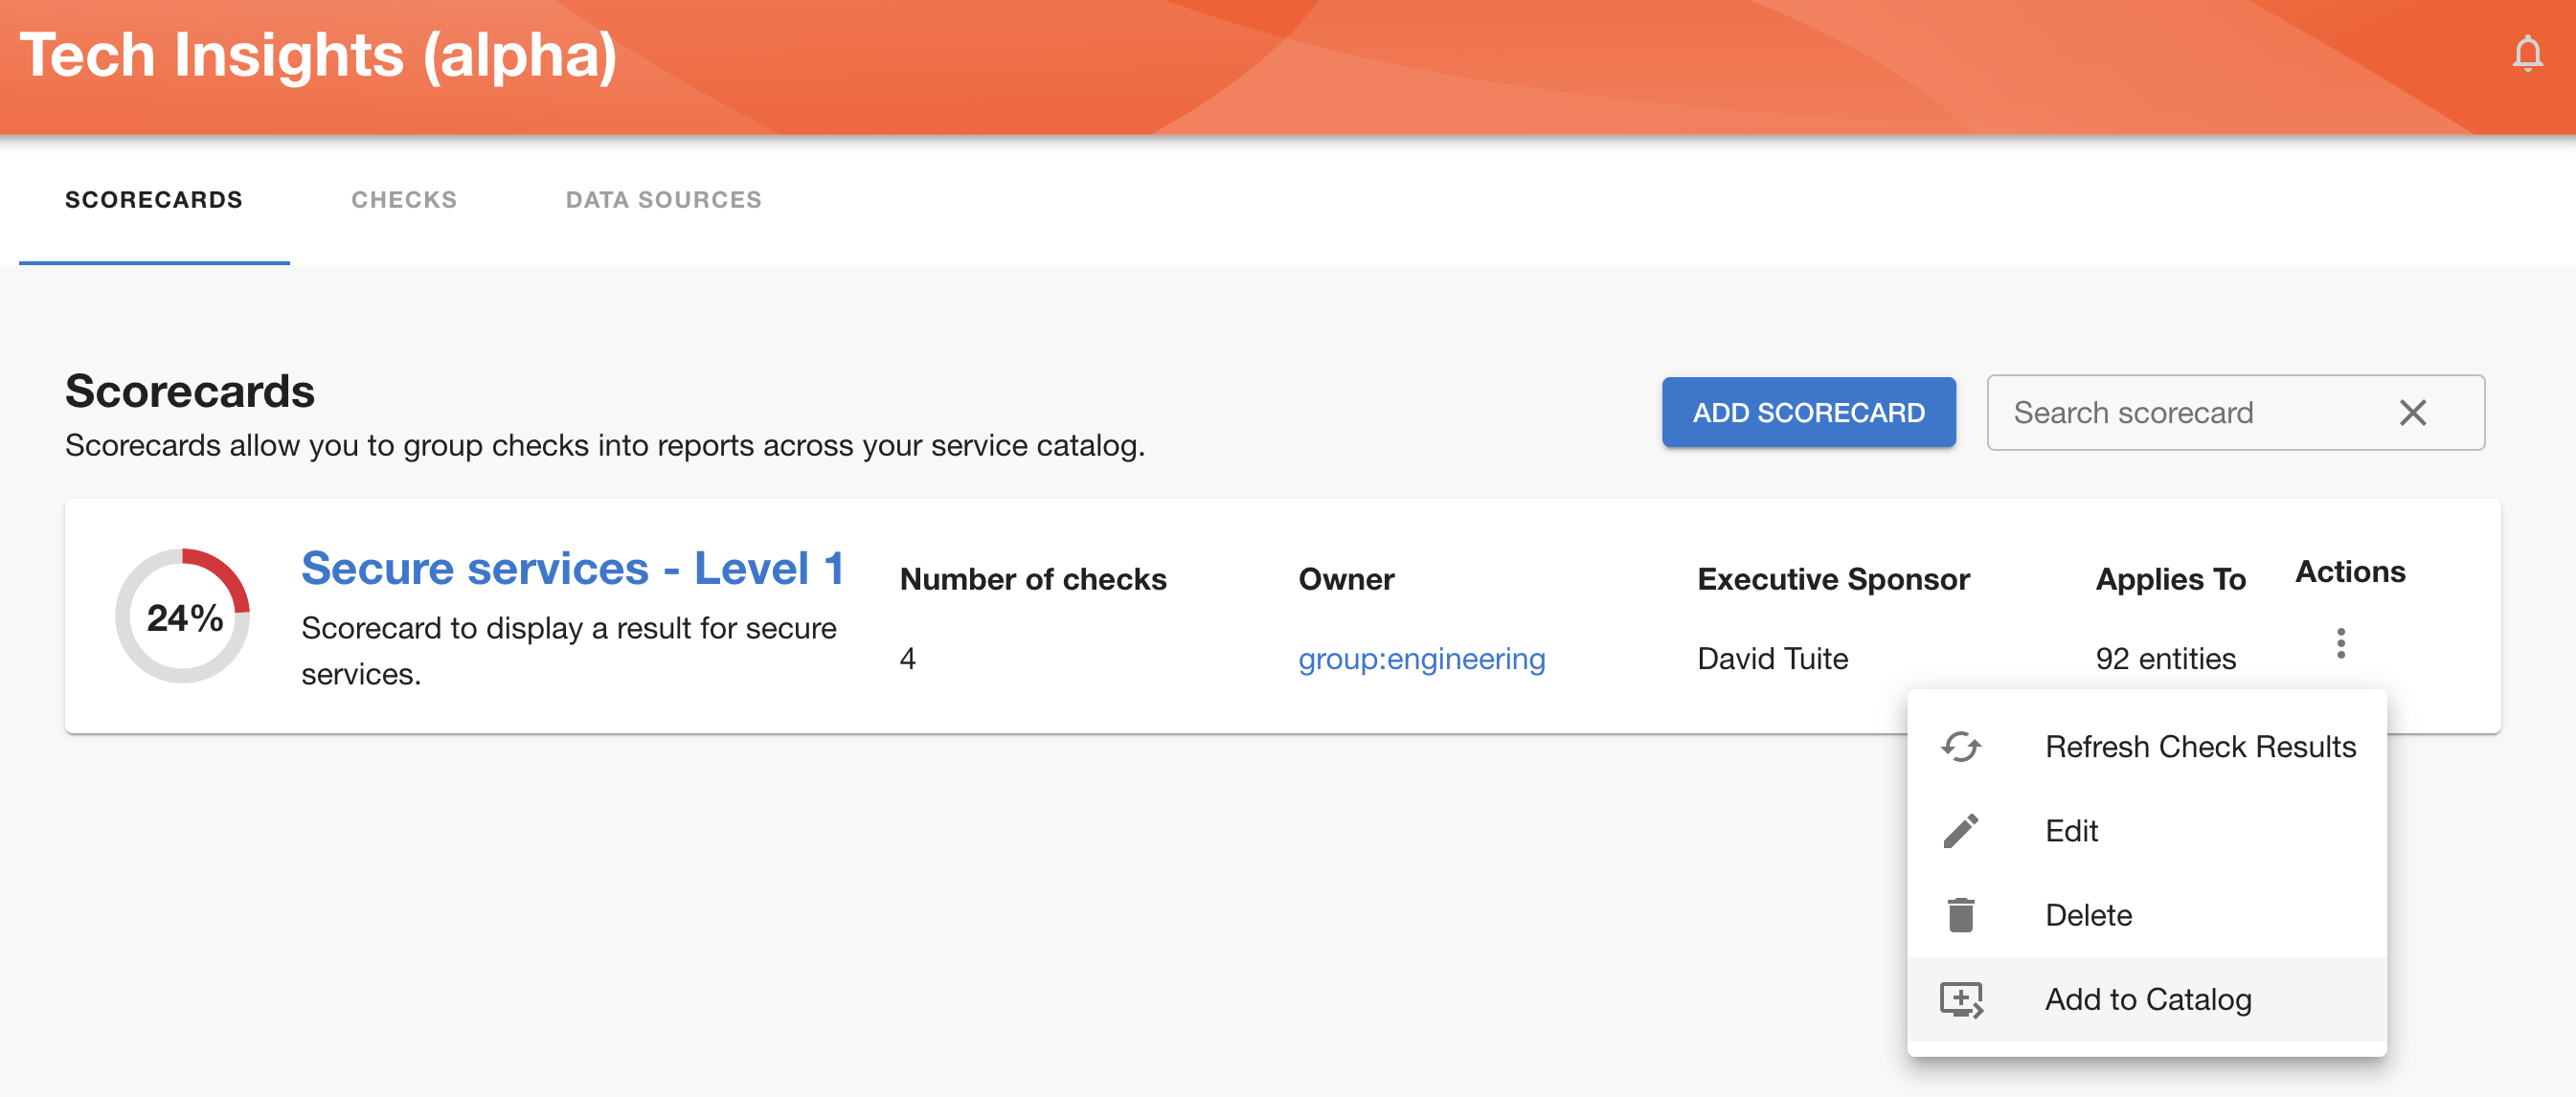 Tech Insights (alpha)
SCORECARDS
CHECKS
DATA SOURCES
Scorecards
Scorecards allow you to group checks into reports across your service catalog.
ADD SCORECARD
Search scorecard
24%
Secure services - Level 1
Scorecard to display a result for secure
services.
Number of checks
4
Owner
group:engineering
Executive Sponsor
David Tuite
Applies To
92 entities
Actions
Refresh Check Results
Edit
Delete
Add to Catalog